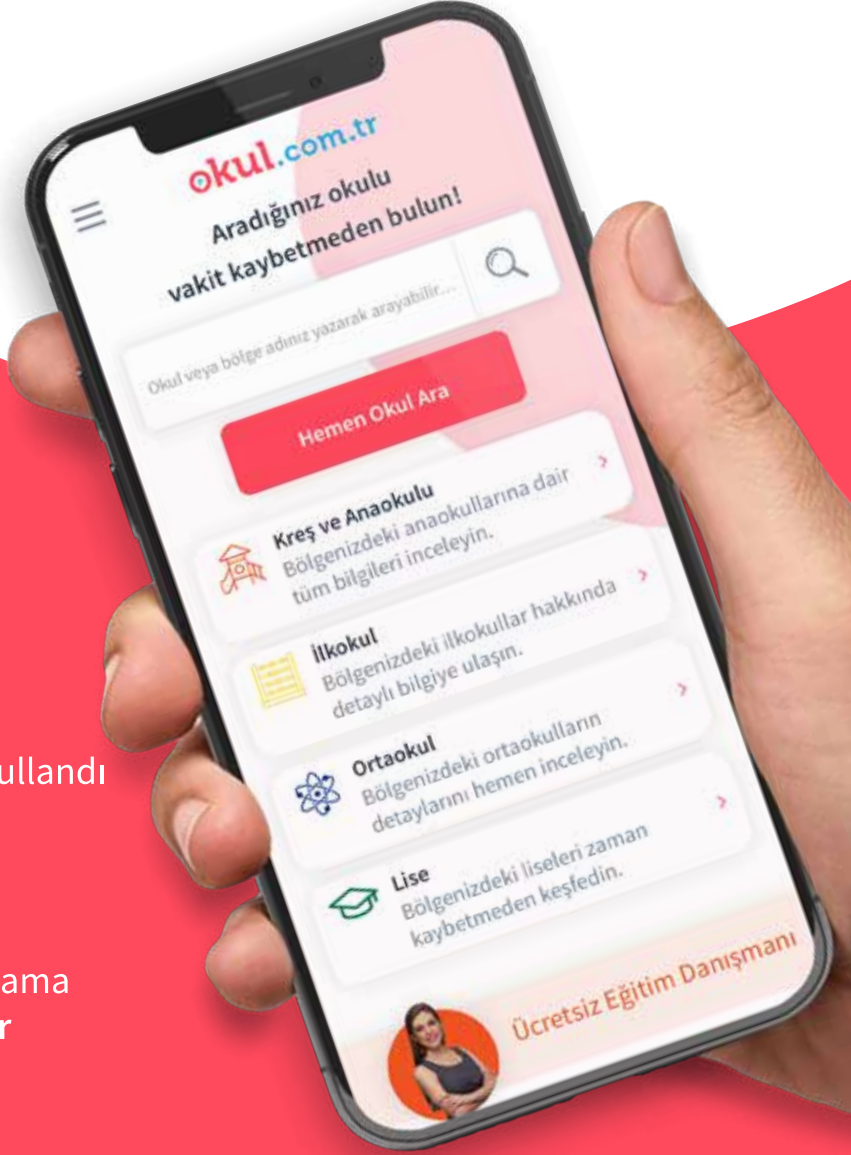 okul.com.tr
Aradığınız okulu
vakit kaybetmeden bulun!
Okul veya bölge adınız yazarak arayabilir...
Hemen Okul Ara
Kreş ve Anaokulu
Bölgenizdeki anaokullarına dair
tüm bilgileri inceleyin.
İlkokul
Bölgenizdeki ilkokullar hakkında
detaylı bilgiye ulaşın.
Ortaokul
Bölgenizdeki ortaokulların
detaylarını hemen inceleyin.
Lise
Bölgenizdeki liseleri zaman
kaybetmeden keşfedin.
Ücretsiz Eğitim Danışmanı
ullandı
ama
r